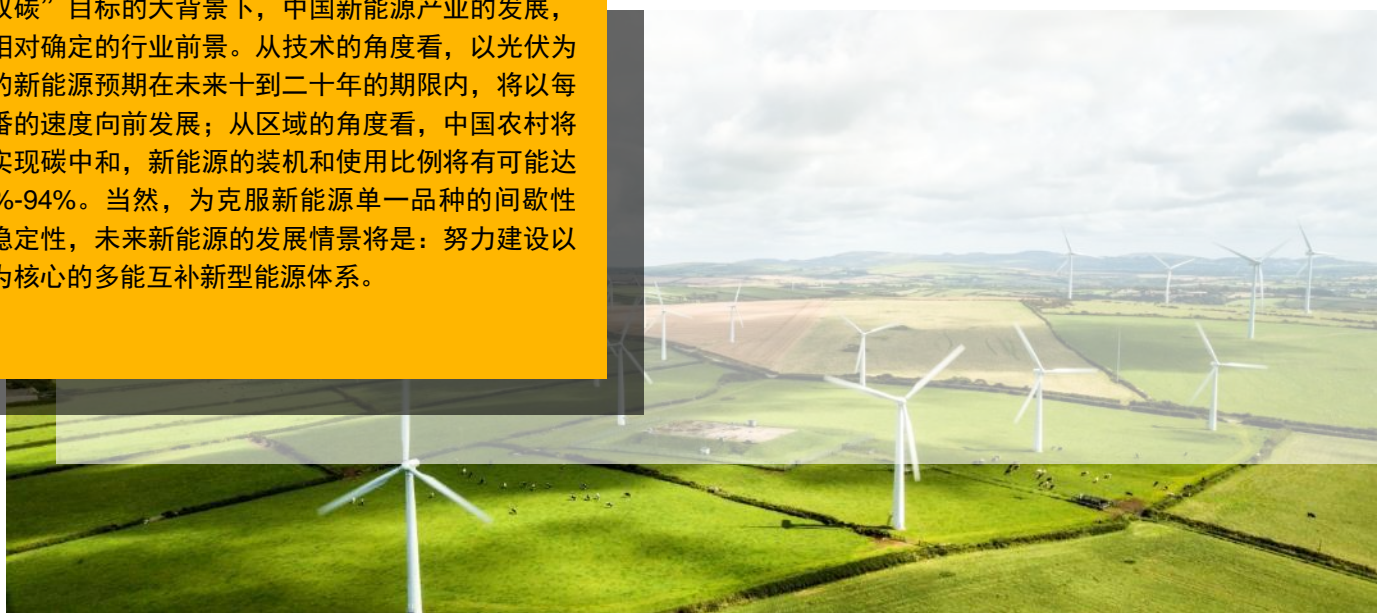 双碳”目标的大背景下，中国新能源产业的发展，
相对确定的行业前景。从技术的角度看，以光伏为
的新能源预期在未来十到二十年的期限内，将以每
番的速度向前发展；从区域的角度看，中国农村将
实现碳中和，新能源的装机和使用比例将有可能达
%-94%。当然，为克服新能源单一品种的间歇性
稳定性，未来新能源的发展情景将是：努力建设以
为核心的多能互补新型能源体系。